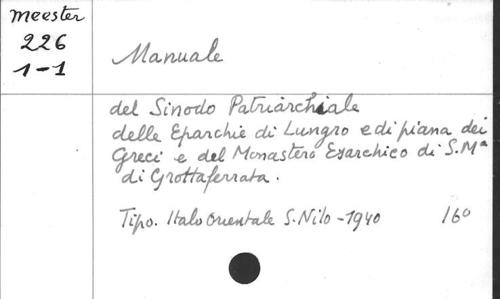 Meester
226
1-1
Manuale
del Sinodo Patriarchiale
delle Eparchie di Lungro e di piana dei
Greci e del Monastero Esarchico di S. Mª
di Grottaferrata.
Tipo. Italo Orientale S. Nilo - 1940 16º